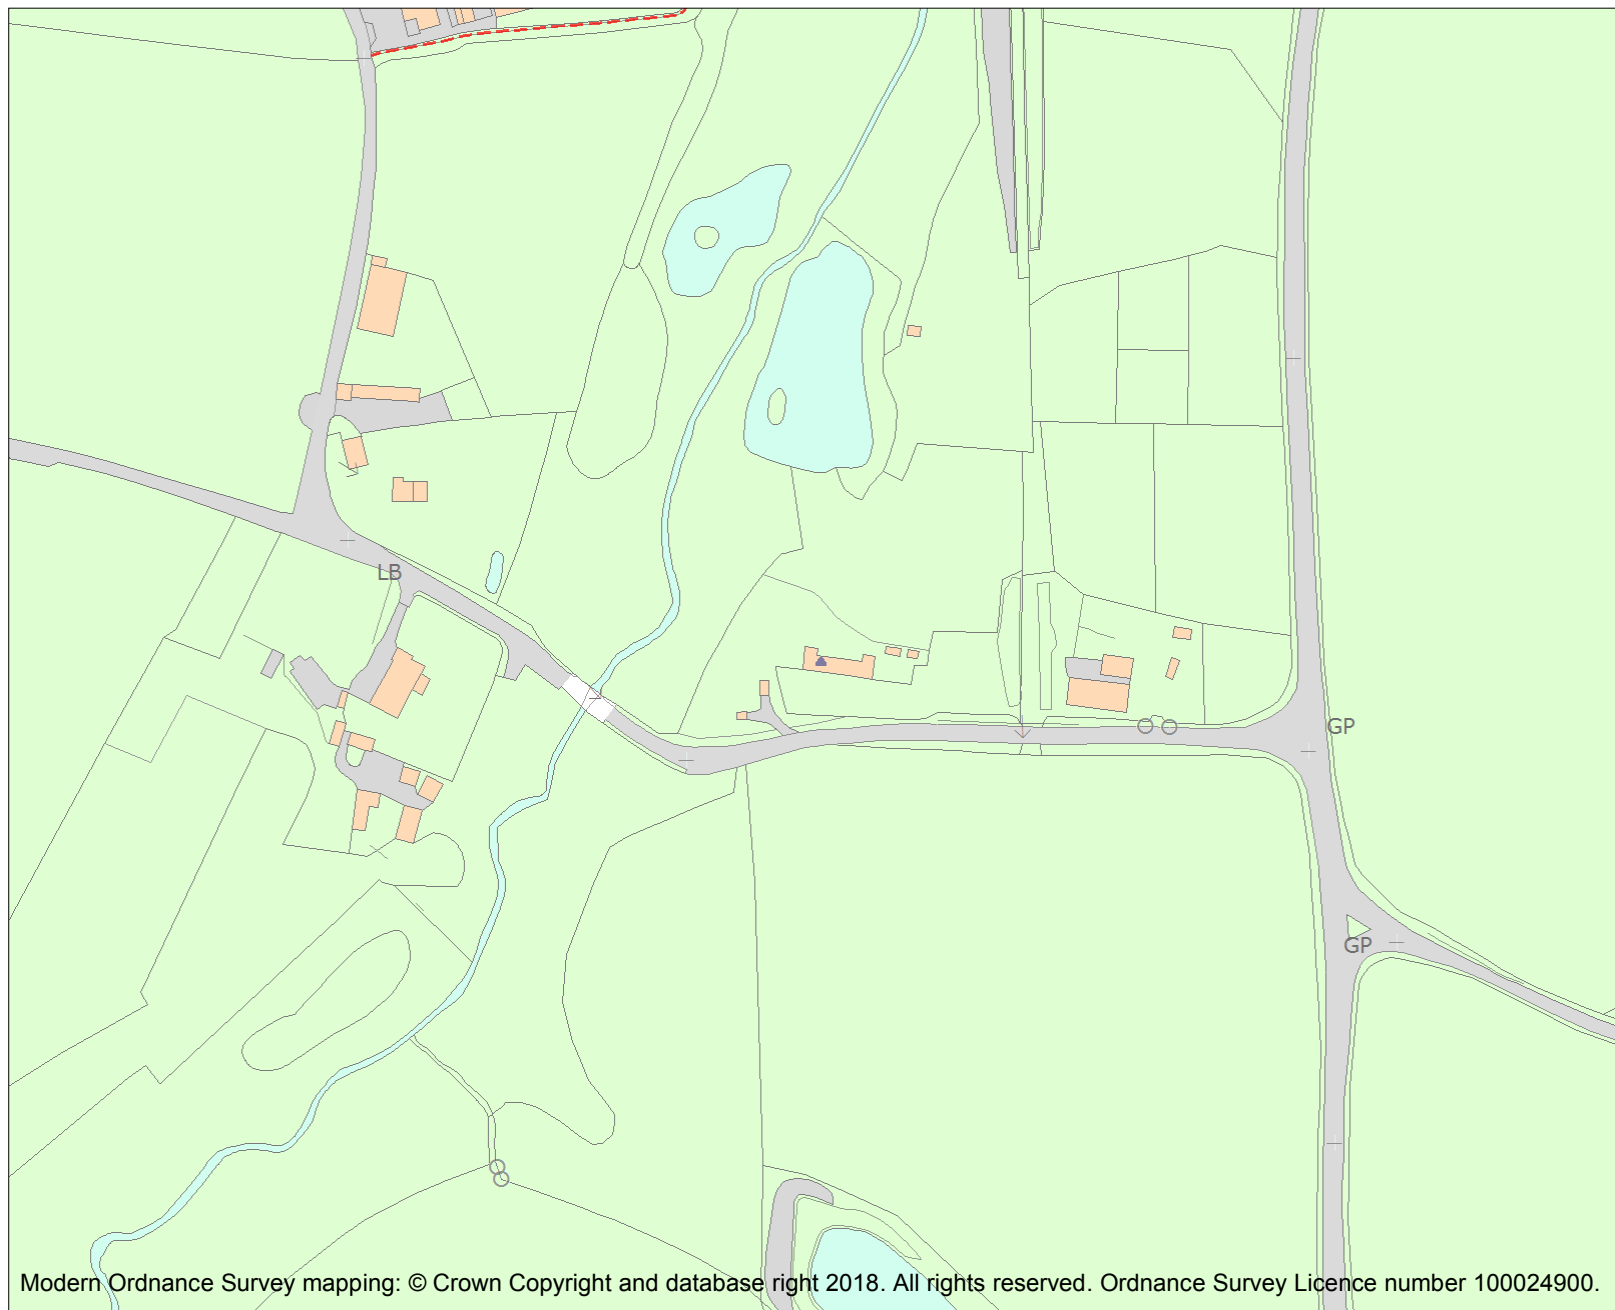 LB
GP
GP
Modern Ordnance Survey mapping: © Crown Copyright and database right 2018. All rights reserved. Ordnance Survey Licence number 100024900.